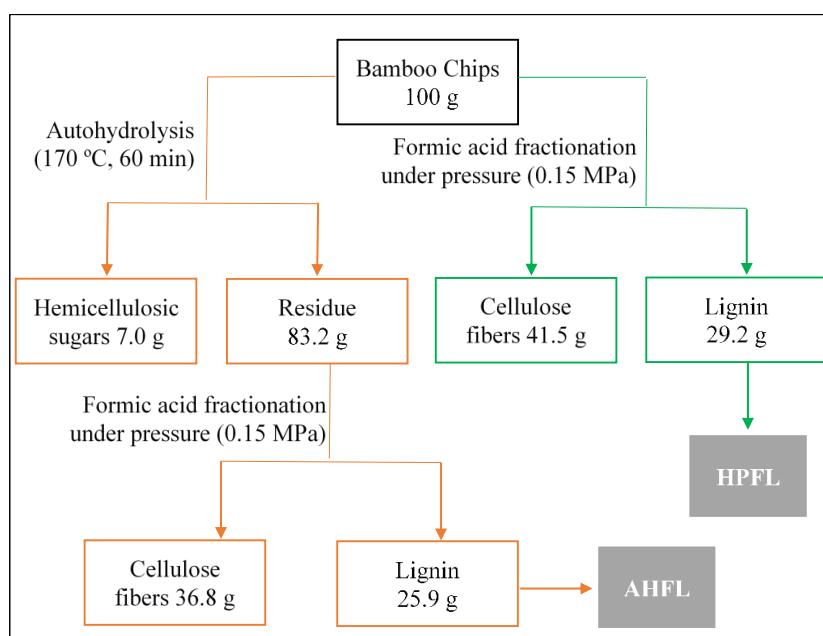 Bamboo Chips
100 g
Autohydrolysis
(170 ºC, 60 min)
Formic acid fractionation
under pressure (0.15 MPa)
Hemicellulosic
sugars 7.0 g
Residue
83.2 g
Cellulose
fibers 41.5 g
Lignin
29.2 g
Formic acid fractionation
under pressure (0.15 MPa)
HPFL
Cellulose
fibers 36.8 g
Lignin
25.9 g
AHFL